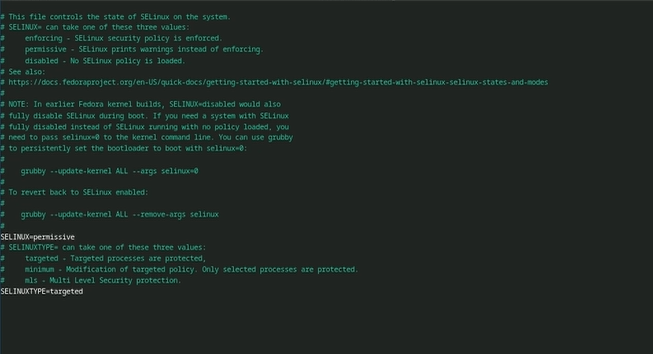 # This file controls the state of SELinux on the system.
# SELINUX= can take one of these three values:
#     enforcing - SELinux security policy is enforced.
#     permissive - SELinux prints warnings instead of enforcing.
#     disabled - No SELinux policy is loaded.
# See also:
# https://docs.fedoraproject.org/en-US/quick-docs/getting-started-with-selinux/#getting-started-with-selinux-selinux-states-and-modes
#
# NOTE: In earlier Fedora kernel builds, SELINUX=disabled would also
# fully disable SELinux during boot. If you need a system with SELinux
# fully disabled instead of SELinux running with no policy loaded, you
# need to pass selinux=0 to the kernel command line. You can use grubby
# to persistently set the bootloader to boot with selinux=0:
#
#    grubby --update-kernel ALL --args selinux=0
#
# To revert back to SELinux enabled:
#
#    grubby --update-kernel ALL --remove-args selinux
#
SELINUX=permissive
# SELINUXTYPE= can take one of these three values:
#     targeted - Targeted processes are protected,
#     minimum - Modification of targeted policy. Only selected processes are protected.
#     mls - Multi Level Security protection.
SELINUXTYPE=targeted